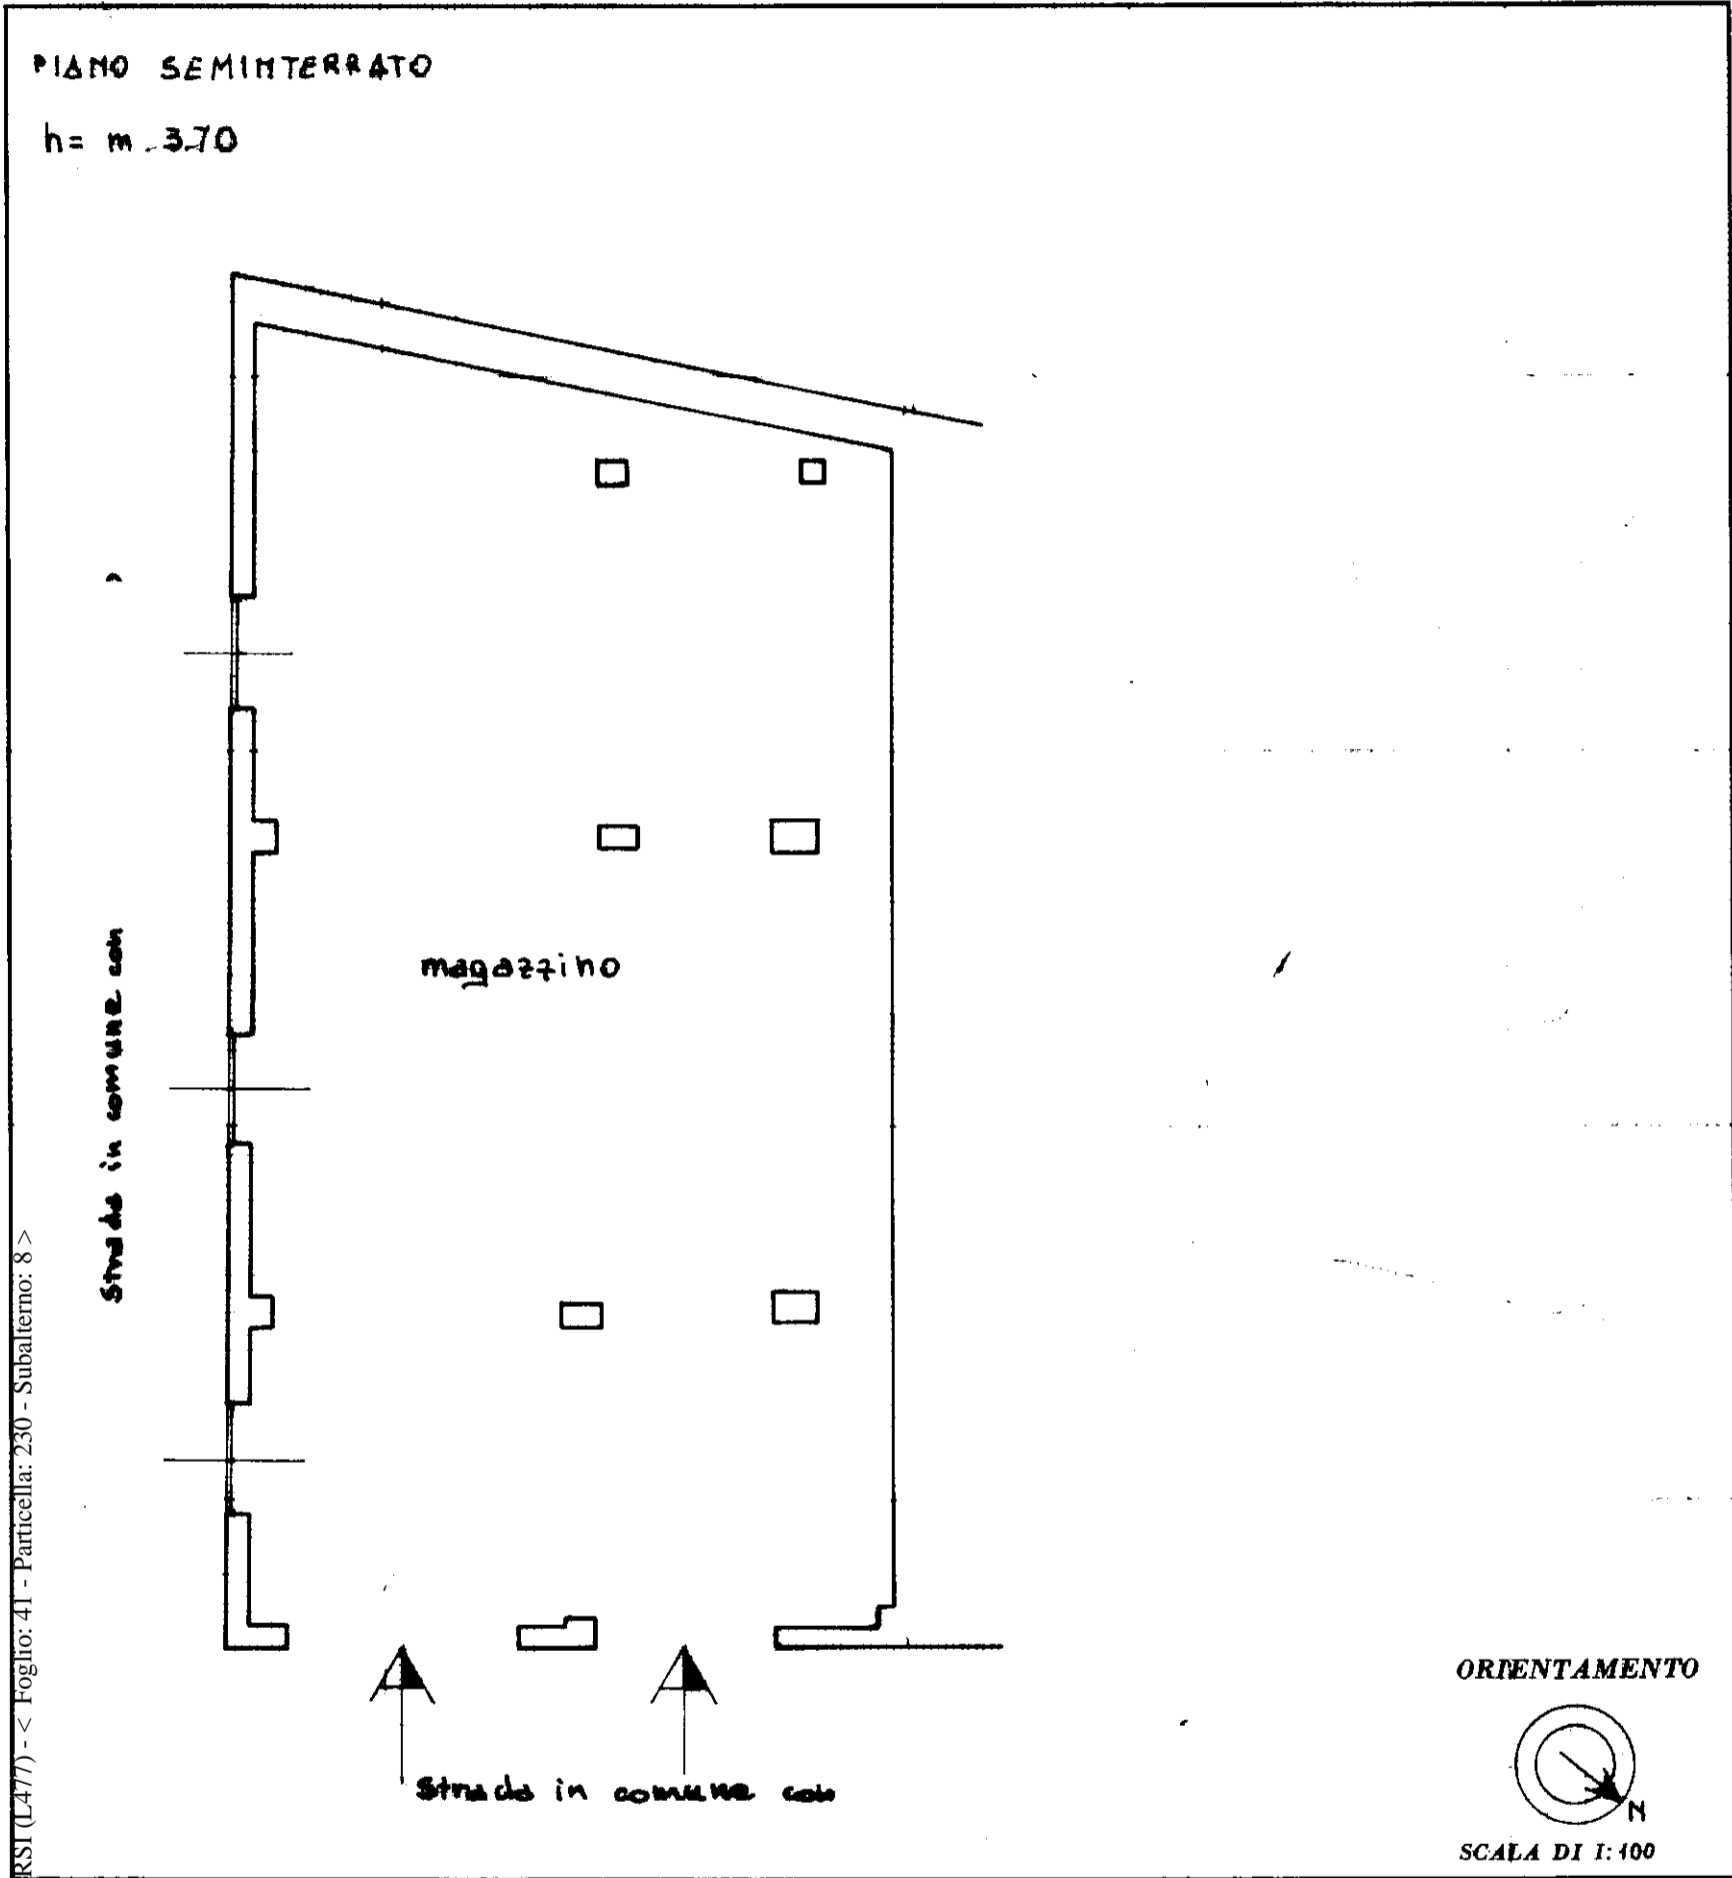 PIANO SEMINTERRATO
h= m. 3.70
magazzino
Strada in comune con
RSI (L477) - < Foglio: 41 - Particella: 230 - Subalterno: 8 >
Strada in comune con
ORIENTAMENTO
N
SCALA DI 1:100